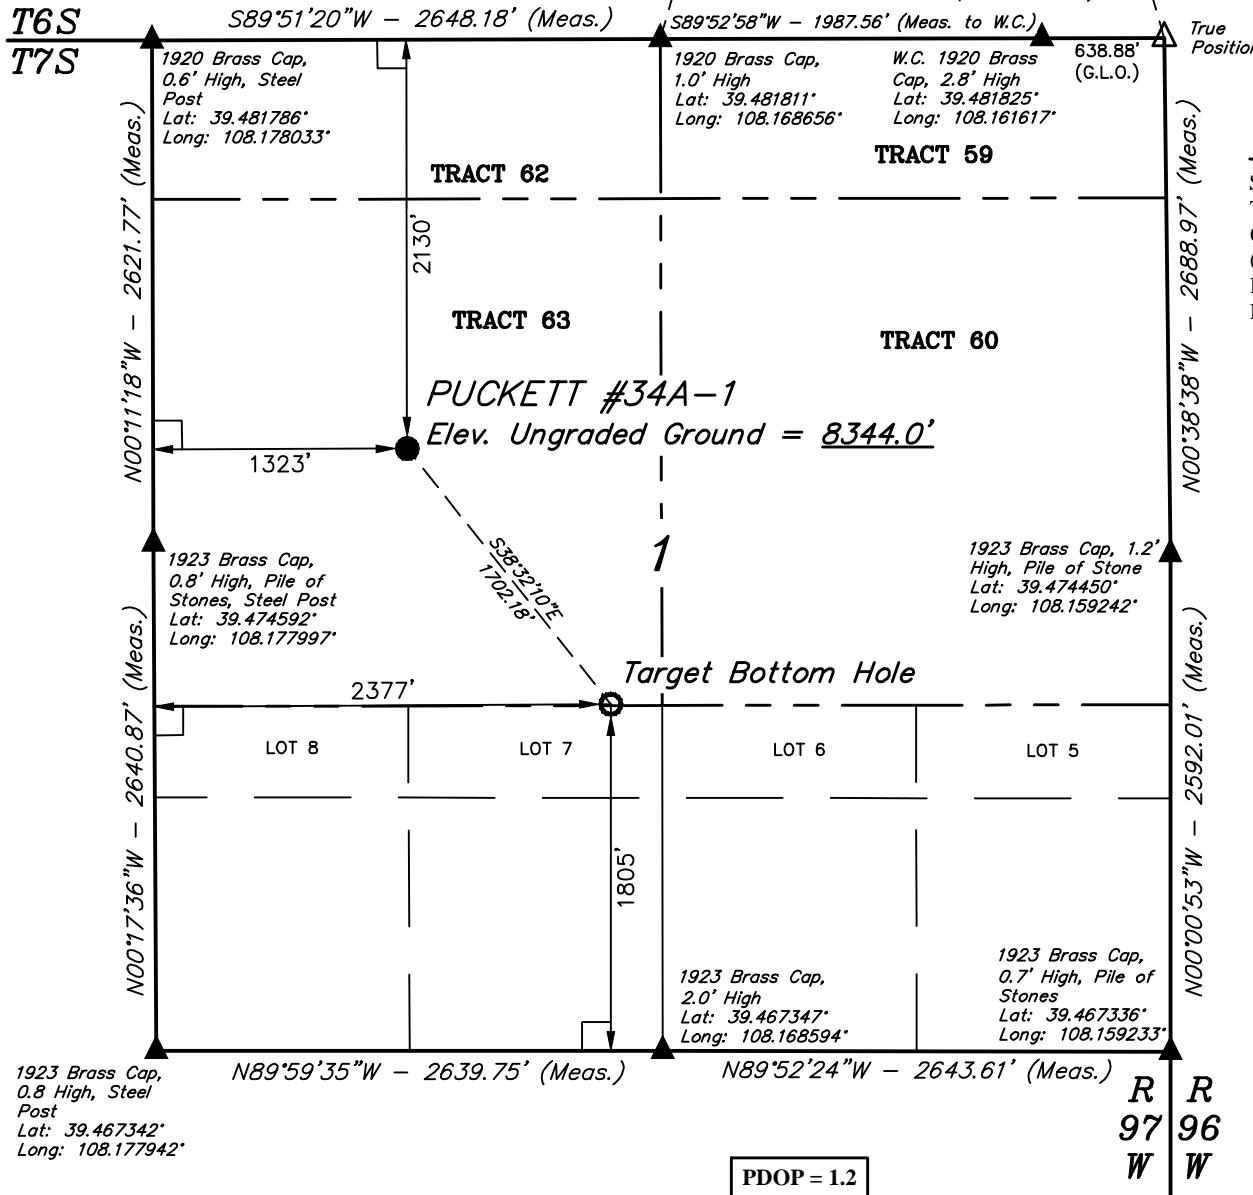 T6S
T7S
S89°51'20"W - 2648.18' (Meas.)
S89°52'58"W - 1987.56' (Meas. to W.C.)
True
Position
638.88'
(G.L.O.)
1920 Brass Cap,
0.6' High, Steel
Post
Lat: 39.481786°
Long: 108.178033°
1920 Brass Cap,
1.0' High
Lat: 39.481811°
Long: 108.168656°
W.C. 1920 Brass
Cap, 2.8' High
Lat: 39.481825°
Long: 108.161617°
TRACT 62
TRACT 59
N00°11'18"W - 2621.77' (Meas.)
2130'
N00°38'38"W - 2688.97' (Meas.)
TRACT 63
TRACT 60
PUCKETT #34A-1
Elev. Ungraded Ground = 8344.0'
1323'
S38°32'10"E
1702.18'
1
1923 Brass Cap,
0.8' High, Pile of
Stones, Steel Post
Lat: 39.474592°
Long: 108.177997°
1923 Brass Cap, 1.2'
High, Pile of Stone
Lat: 39.474450°
Long: 108.159242°
Target Bottom Hole
2377'
N00°17'36"W - 2640.87' (Meas.)
N00°00'53"W - 2592.01' (Meas.)
LOT 8
LOT 7
LOT 6
LOT 5
1805'
1923 Brass Cap,
2.0' High
Lat: 39.467347°
Long: 108.168594°
1923 Brass Cap,
0.7' High, Pile of
Stones
Lat: 39.467336°
Long: 108.159233°
1923 Brass Cap,
0.8 High, Steel
Post
Lat: 39.467342°
Long: 108.177942°
N89°59'35"W - 2639.75' (Meas.)
N89°52'24"W - 2643.61' (Meas.)
R R
97 96
W W
PDOP = 1.2